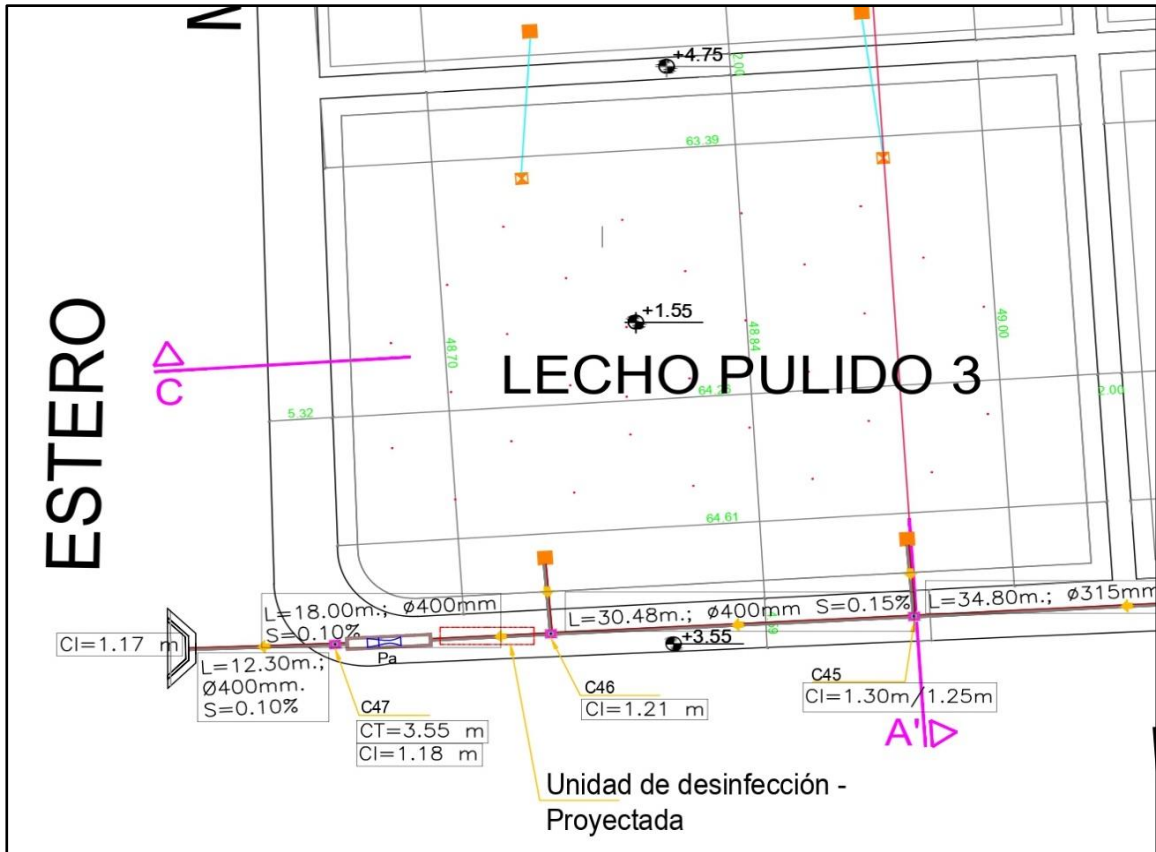 +4.75
2.00
63.39
+1.55
48.70
48.84
49.00
LECHO PULIDO 3
64.26
2.00
C
5.32
ESTERO
64.61
L=18.00m.; Ø400mm
S=0.10%
L=30.48m.; Ø400mm S=0.15%
L=34.80m.; Ø315mm
CI=1.17 m
+3.55
Pa
L=12.30m.;
Ø400mm.
S=0.10%
C47
CT=3.55 m
CI=1.18 m
C46
CI=1.21 m
C45
CI=1.30m/1.25m
A'
Unidad de desinfección -
Proyectada